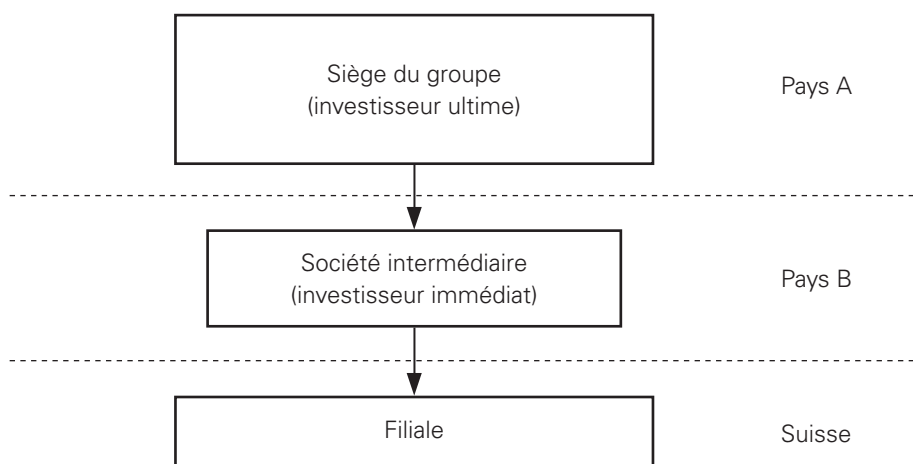 Siège du groupe
(investisseur ultime)
Pays A
Société intermédiaire
(investisseur immédiat)
Pays B
Filiale
Suisse